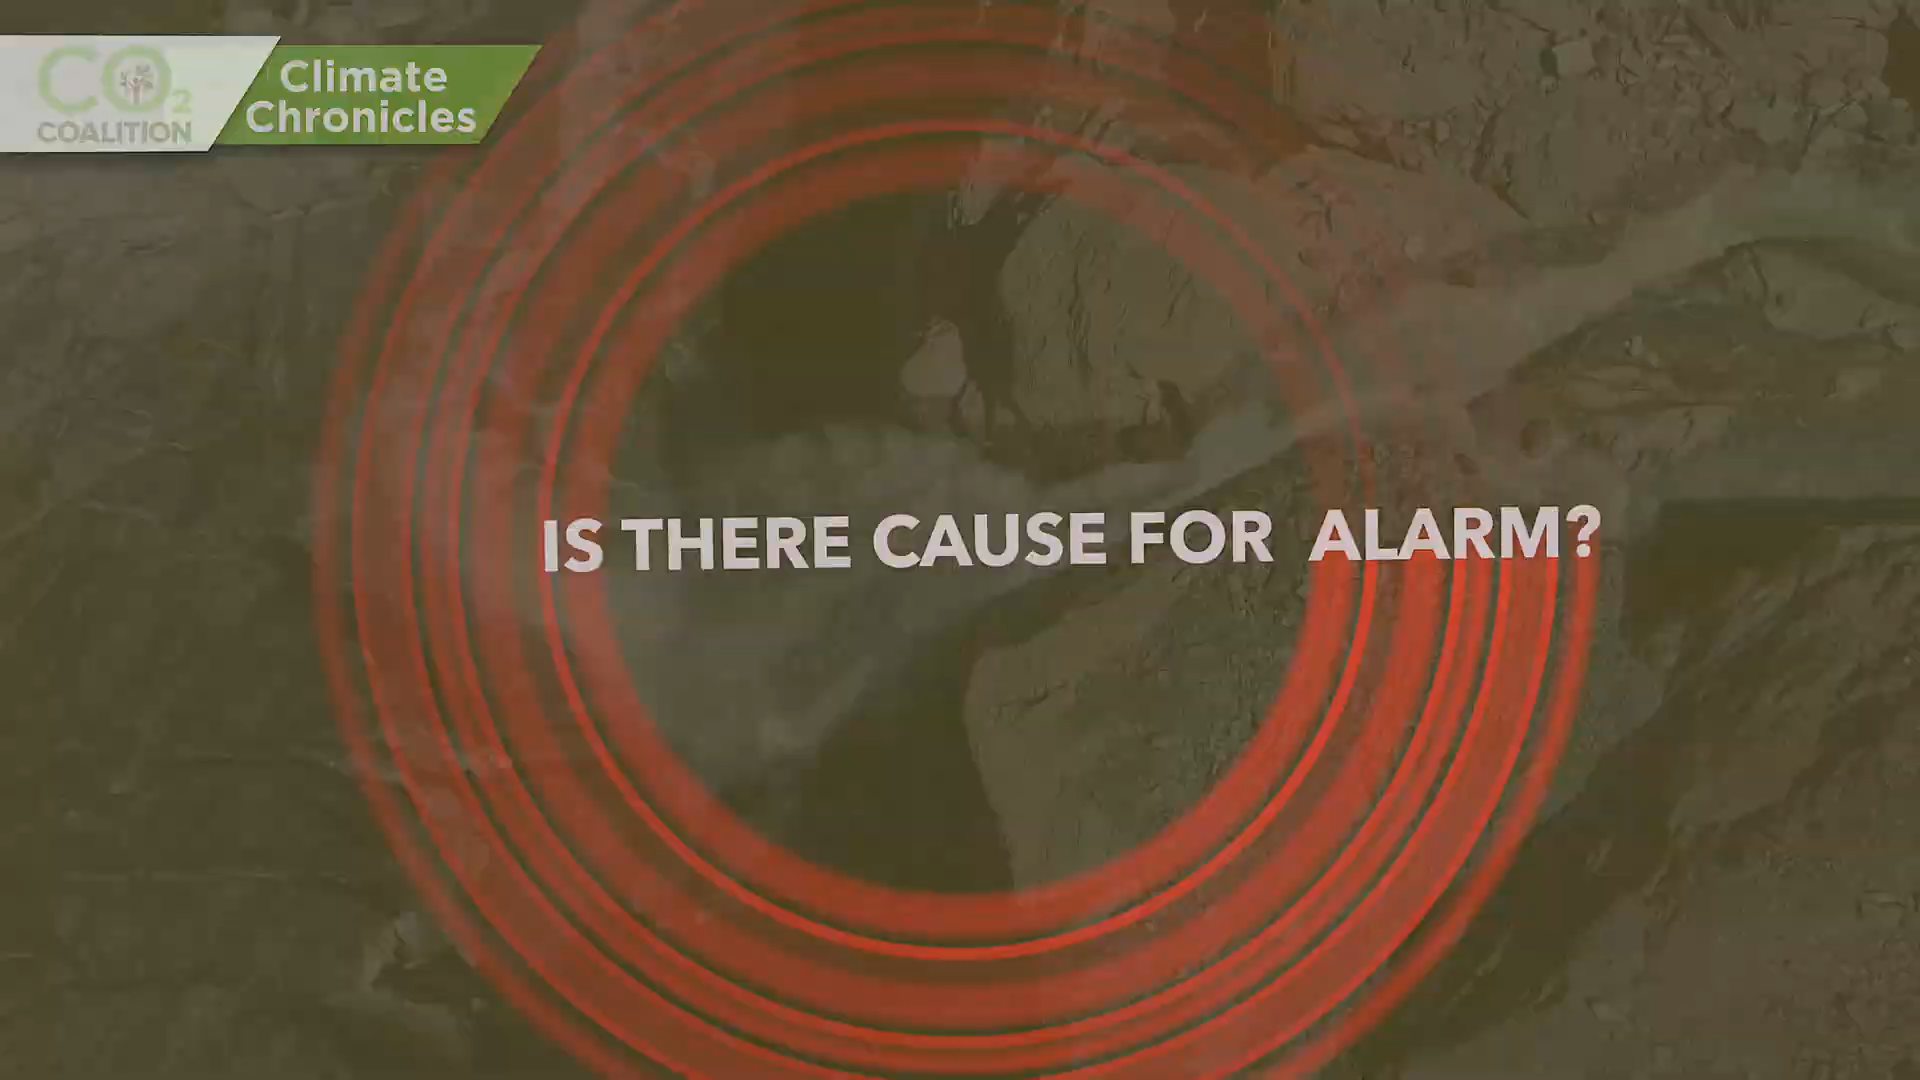 CO2
COALITION
Climate
Chronicles
IS THERE CAUSE FOR ALARM?